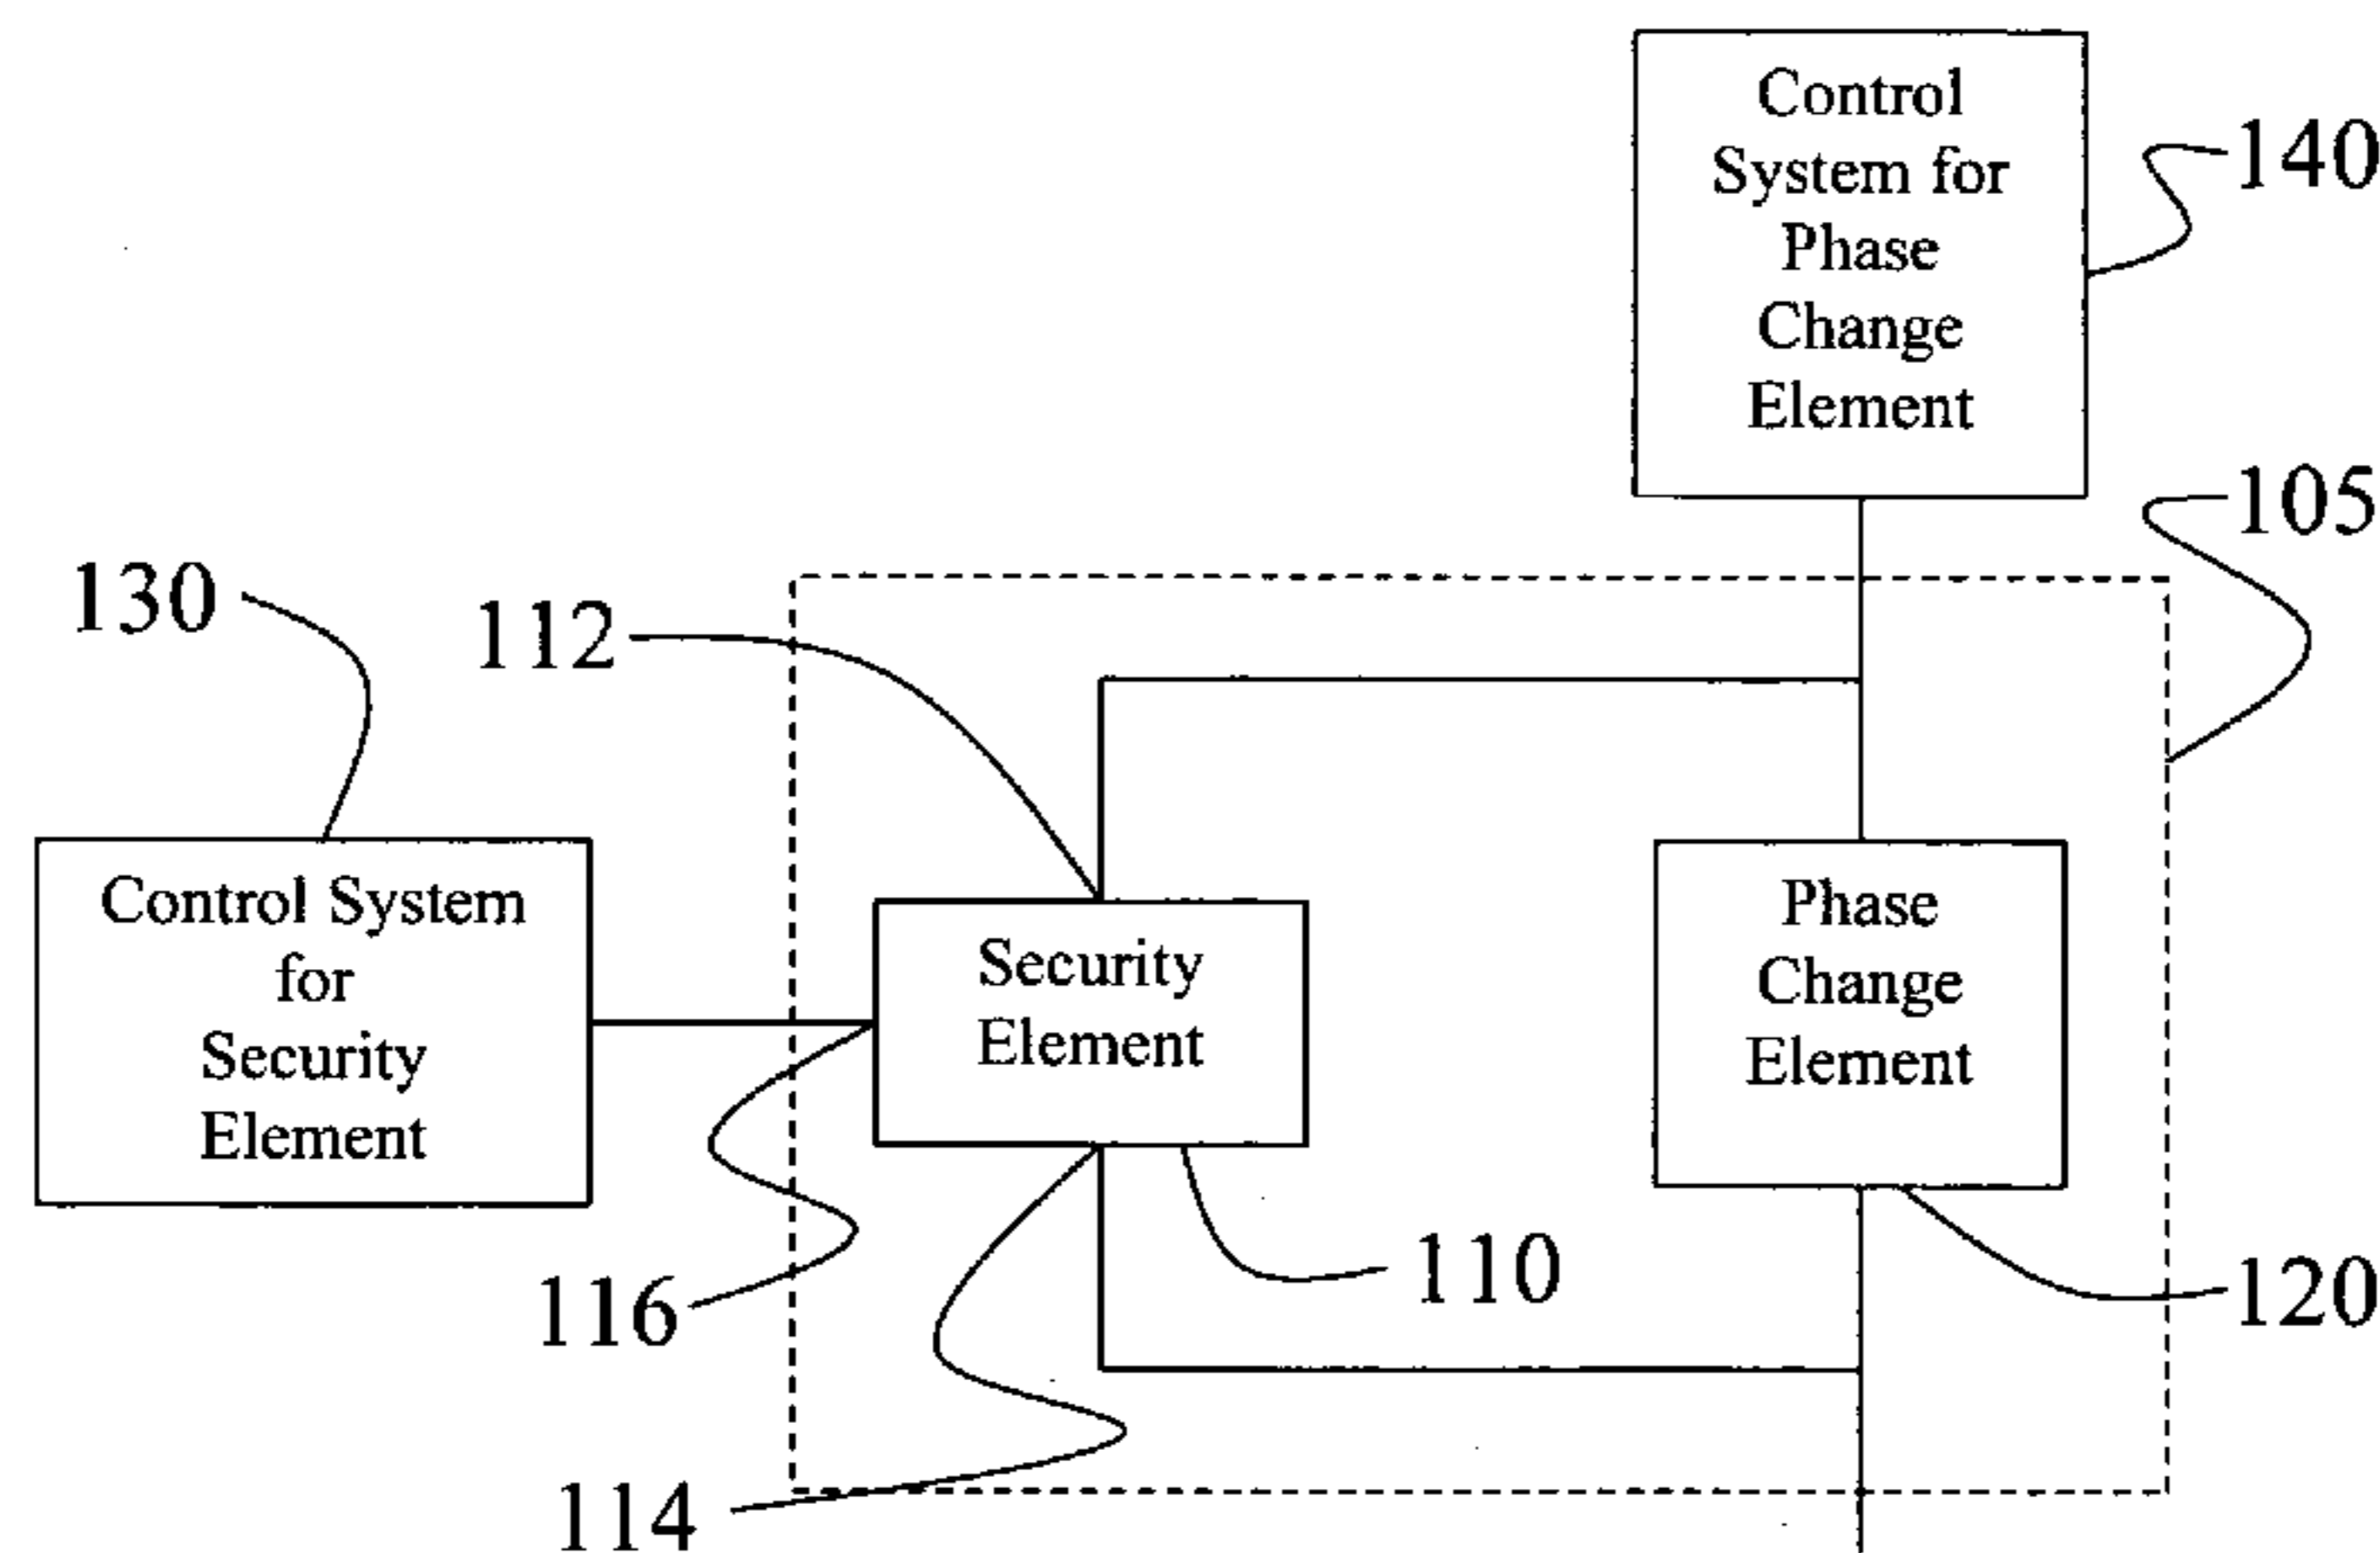 Control
System for
Phase
Change
Element
140
105
130
112
Control System
for
Security
Element
Security
Element
Phase
Change
Element
116
110
120
114